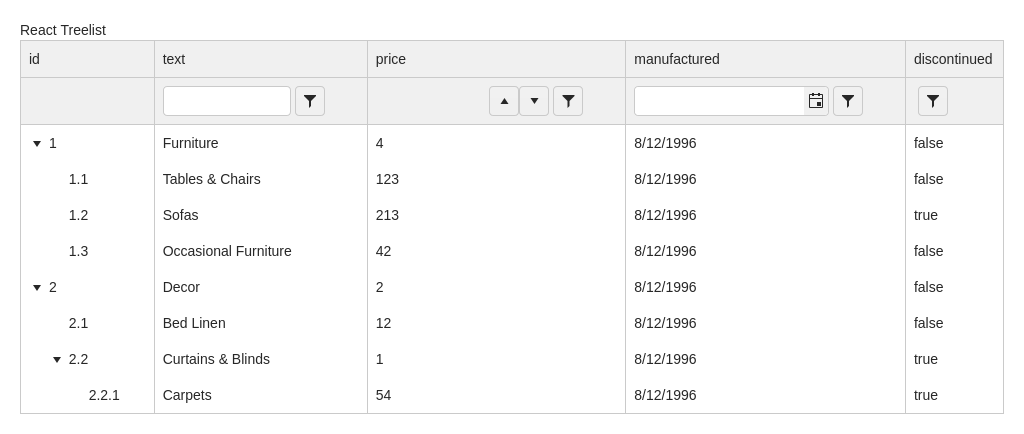 React Treelist
id text price manufactured discontinued
1 Furniture 4 8/12/1996 false
1.1 Tables & Chairs 123 8/12/1996 false
1.2 Sofas 213 8/12/1996 true
1.3 Occasional Furniture 42 8/12/1996 false
2 Decor 2 8/12/1996 false
2.1 Bed Linen 12 8/12/1996 false
2.2 Curtains & Blinds 1 8/12/1996 true
2.2.1 Carpets 54 8/12/1996 true